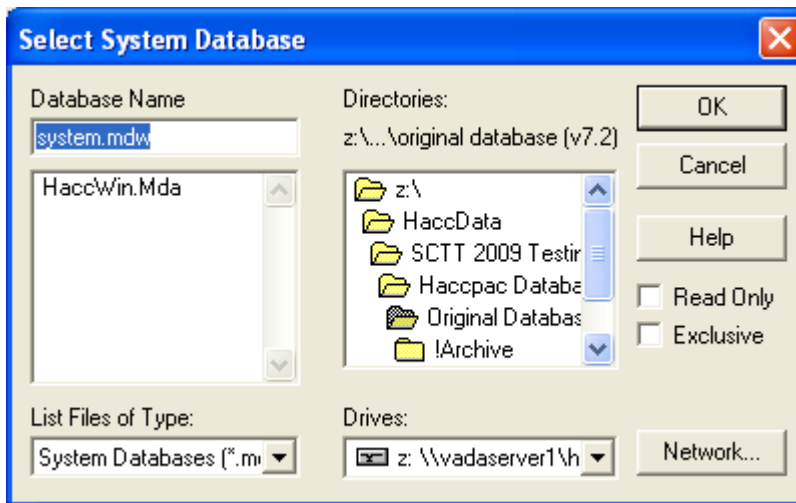 Select System Database
Database Name
system.mdw
HaccWin.Mda
List Files of Type:
System Databases (*.m
Directories:
z:\...\original database (v7.2)
z:\
HaccData
SCTT 2009 Testin
Haccpac Databa
Original Databas
!Archive
Drives:
z: \\vadaserver1\h
OK
Cancel
Help
Read Only
Exclusive
Network...